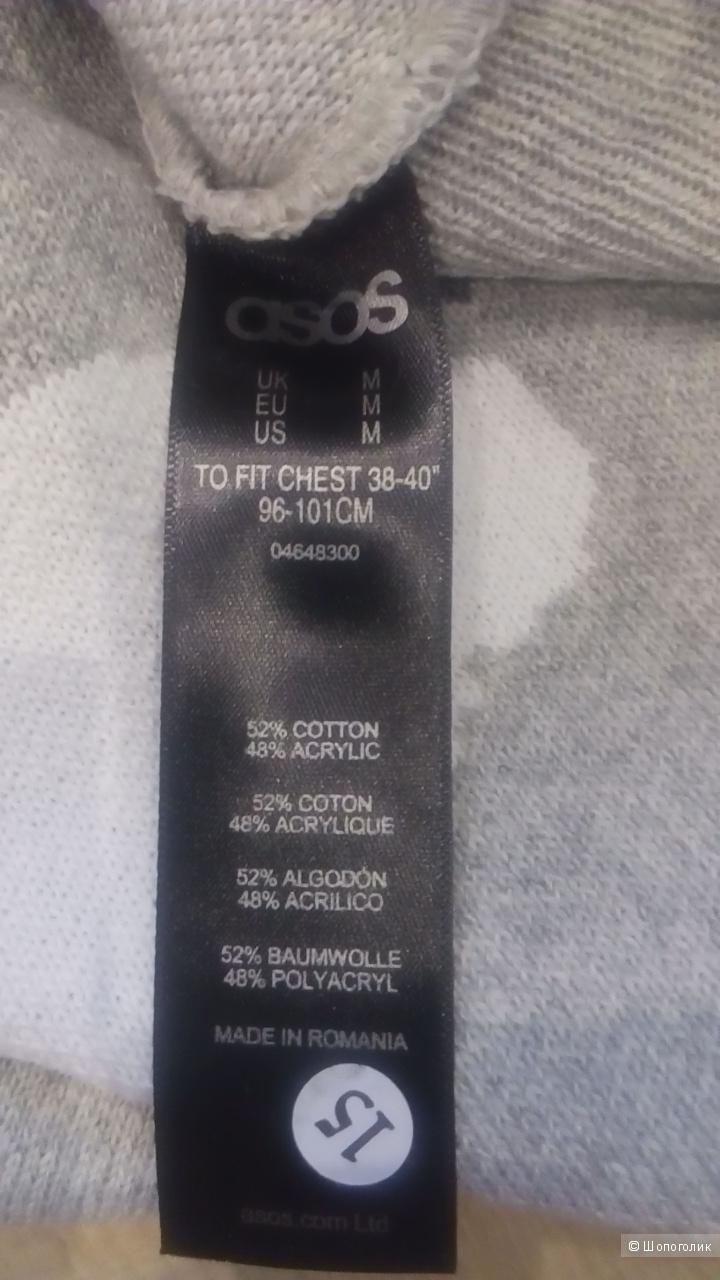 asos
UK M
EU M
US M
TO FIT CHEST 38-40"
96-101CM
04648300
52% COTTON
48% ACRYLIC
52% COTON
48% ACRYLIQUE
52% ALGODÓN
48% ACRILICO
52% BAUMWOLLE
48% POLYACRYL
MADE IN ROMANIA
15
asos.com Ltd
© Шопоголик